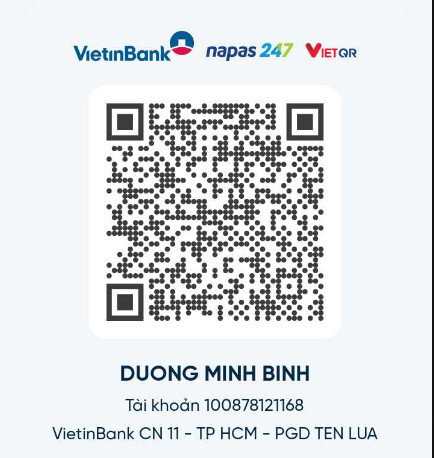 VietinBank napas 247 VIETQR
DUONG MINH BINH
Tài khoản 100878121168
VietinBank CN 11 - TP HCM - PGD TEN LUA